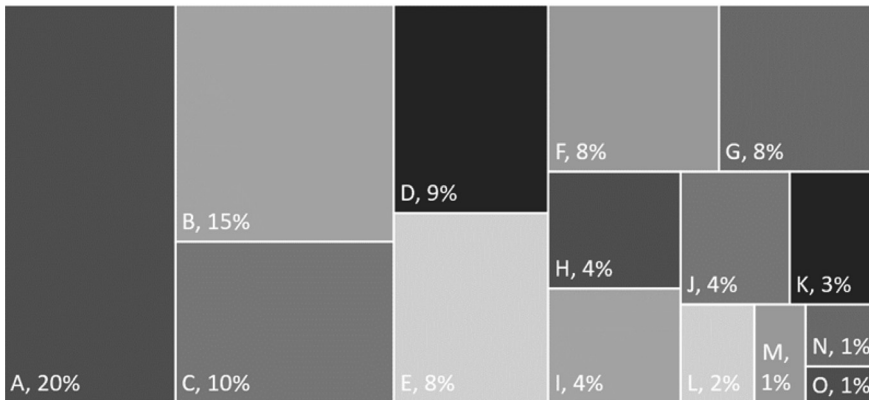 A, 20%
B, 15%
C, 10%
D, 9%
E, 8%
F, 8%
G, 8%
H, 4%
I, 4%
J, 4%
K, 3%
L, 2%
M,
1%
N, 1%
O, 1%